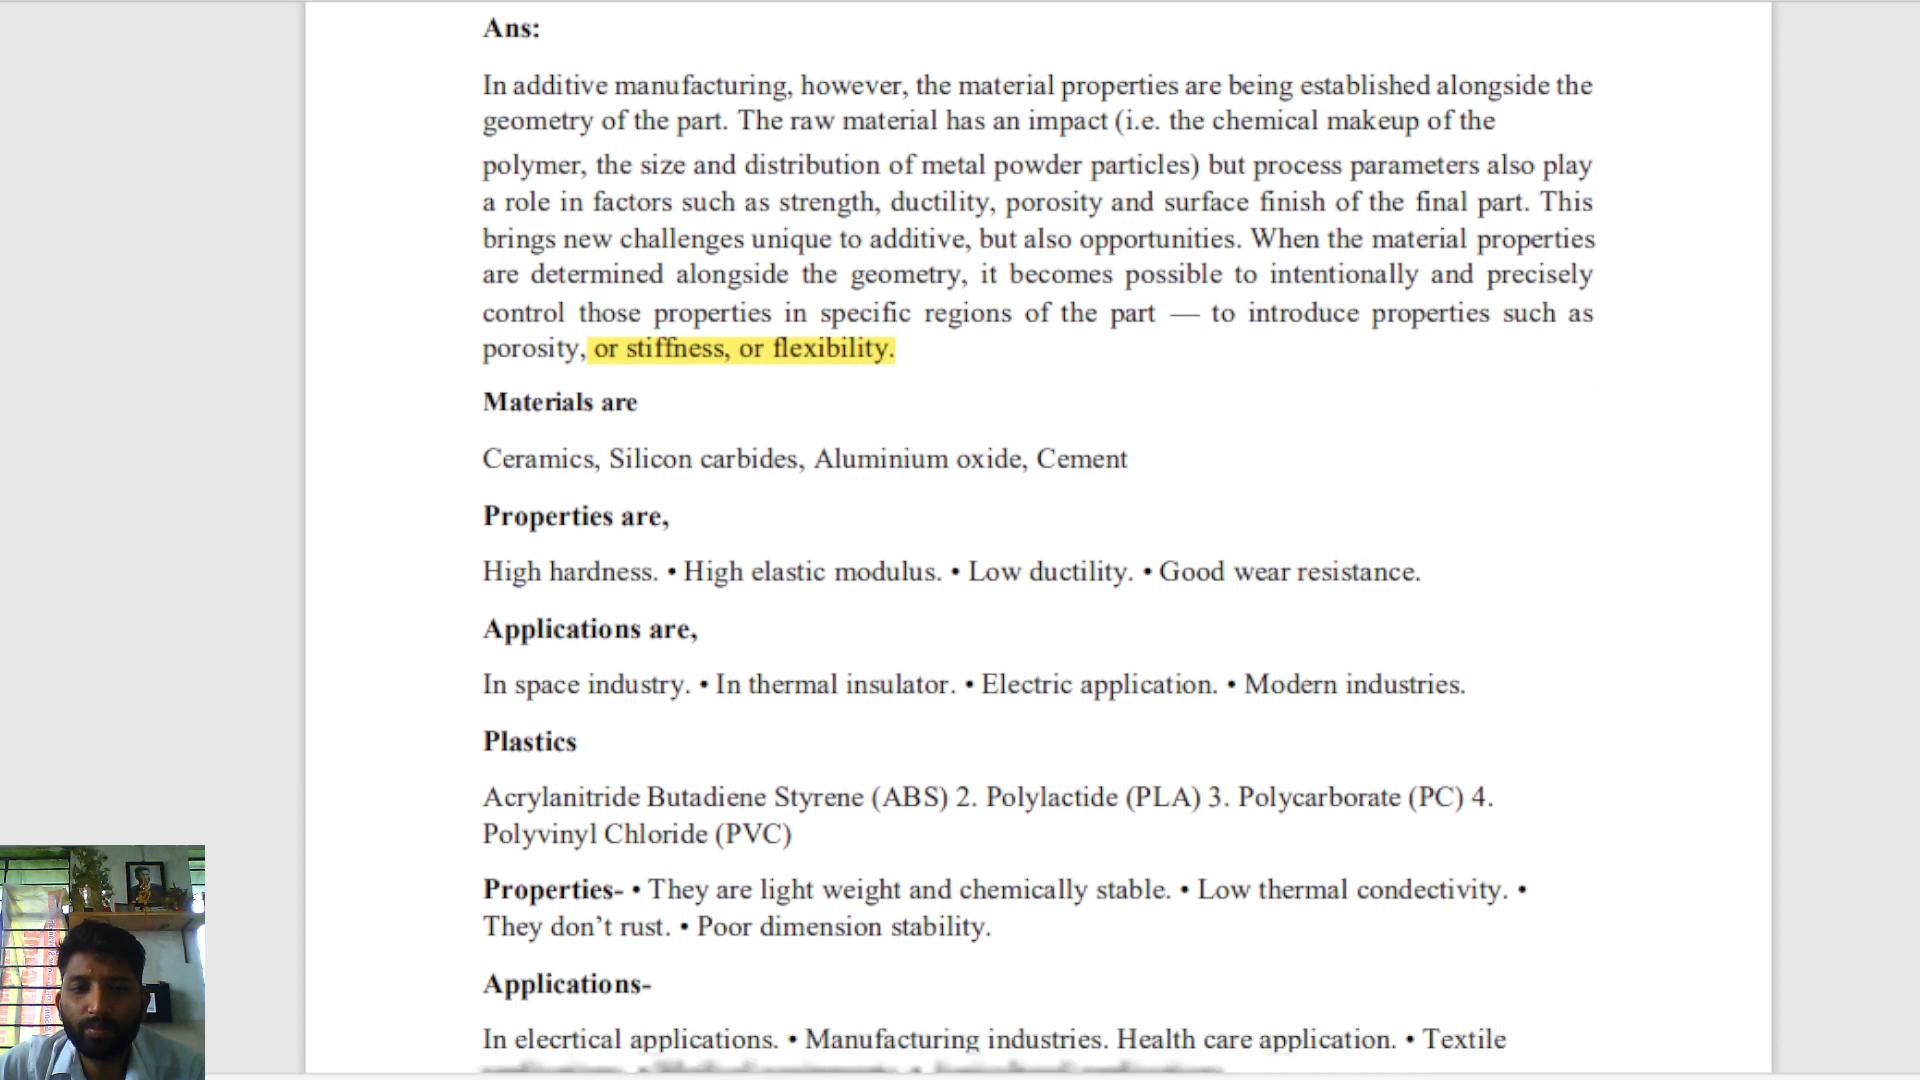 Ans:
In additive manufacturing, however, the material properties are being established alongside the
geometry of the part. The raw material has an impact (i.e. the chemical makeup of the
polymer, the size and distribution of metal powder particles) but process parameters also play
a role in factors such as strength, ductility, porosity and surface finish of the final part. This
brings new challenges unique to additive, but also opportunities. When the material properties
are determined alongside the geometry, it becomes possible to intentionally and precisely
control those properties in specific regions of the part — to introduce properties such as
porosity, or stiffness, or flexibility.
Materials are
Ceramics, Silicon carbides, Aluminium oxide, Cement
Properties are,
High hardness. • High elastic modulus. • Low ductility. • Good wear resistance.
Applications are,
In space industry. • In thermal insulator. • Electric application. • Modern industries.
Plastics
Acrylanitride Butadiene Styrene (ABS) 2. Polylactide (PLA) 3. Polycarborate (PC) 4.
Polyvinyl Chloride (PVC)
Properties- • They are light weight and chemically stable. • Low thermal condectivity. •
They don’t rust. • Poor dimension stability.
Applications-
In elecrtical applications. • Manufacturing industries. Health care application. • Textile